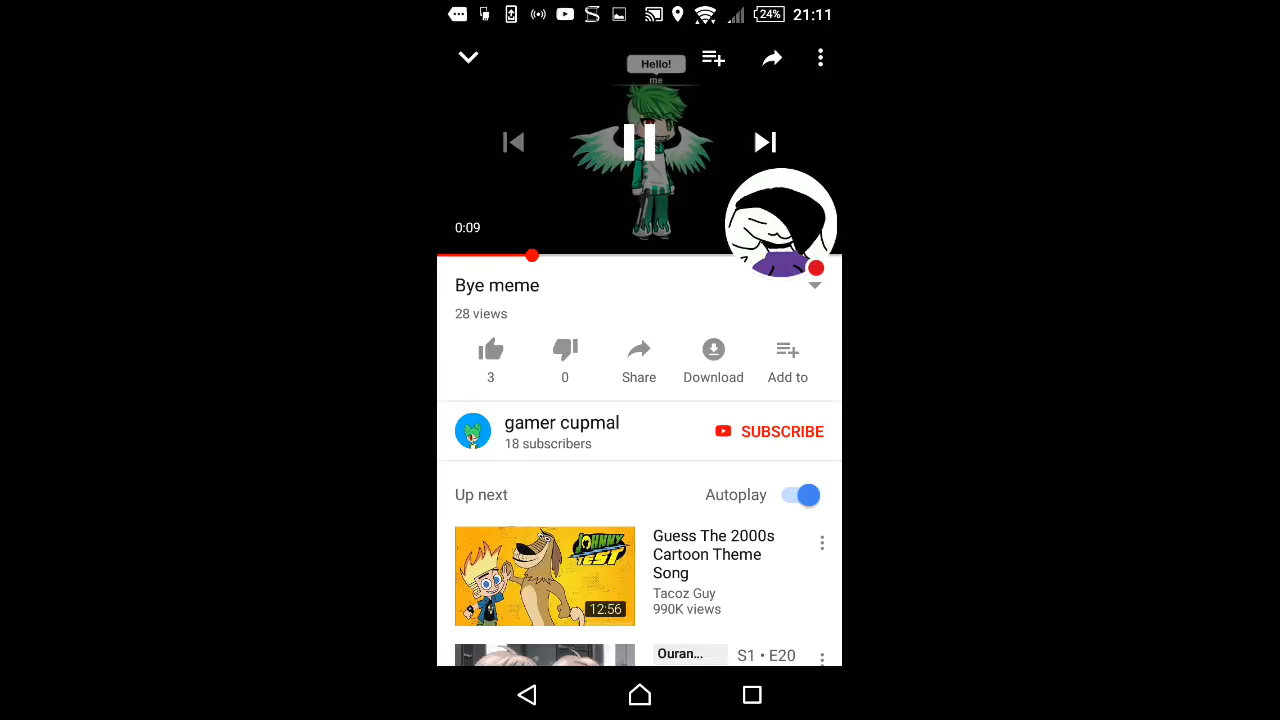 24% 21:11
Hello!
me
0:09
Bye meme
28 views
3 0 Share Download Add to
gamer cupmal
18 subscribers
SUBSCRIBE
Up next Autoplay
JOHNNY
TEST
12:56
Guess The 2000s
Cartoon Theme
Song
Tacoz Guy
990K views
Ouran... S1 • E20